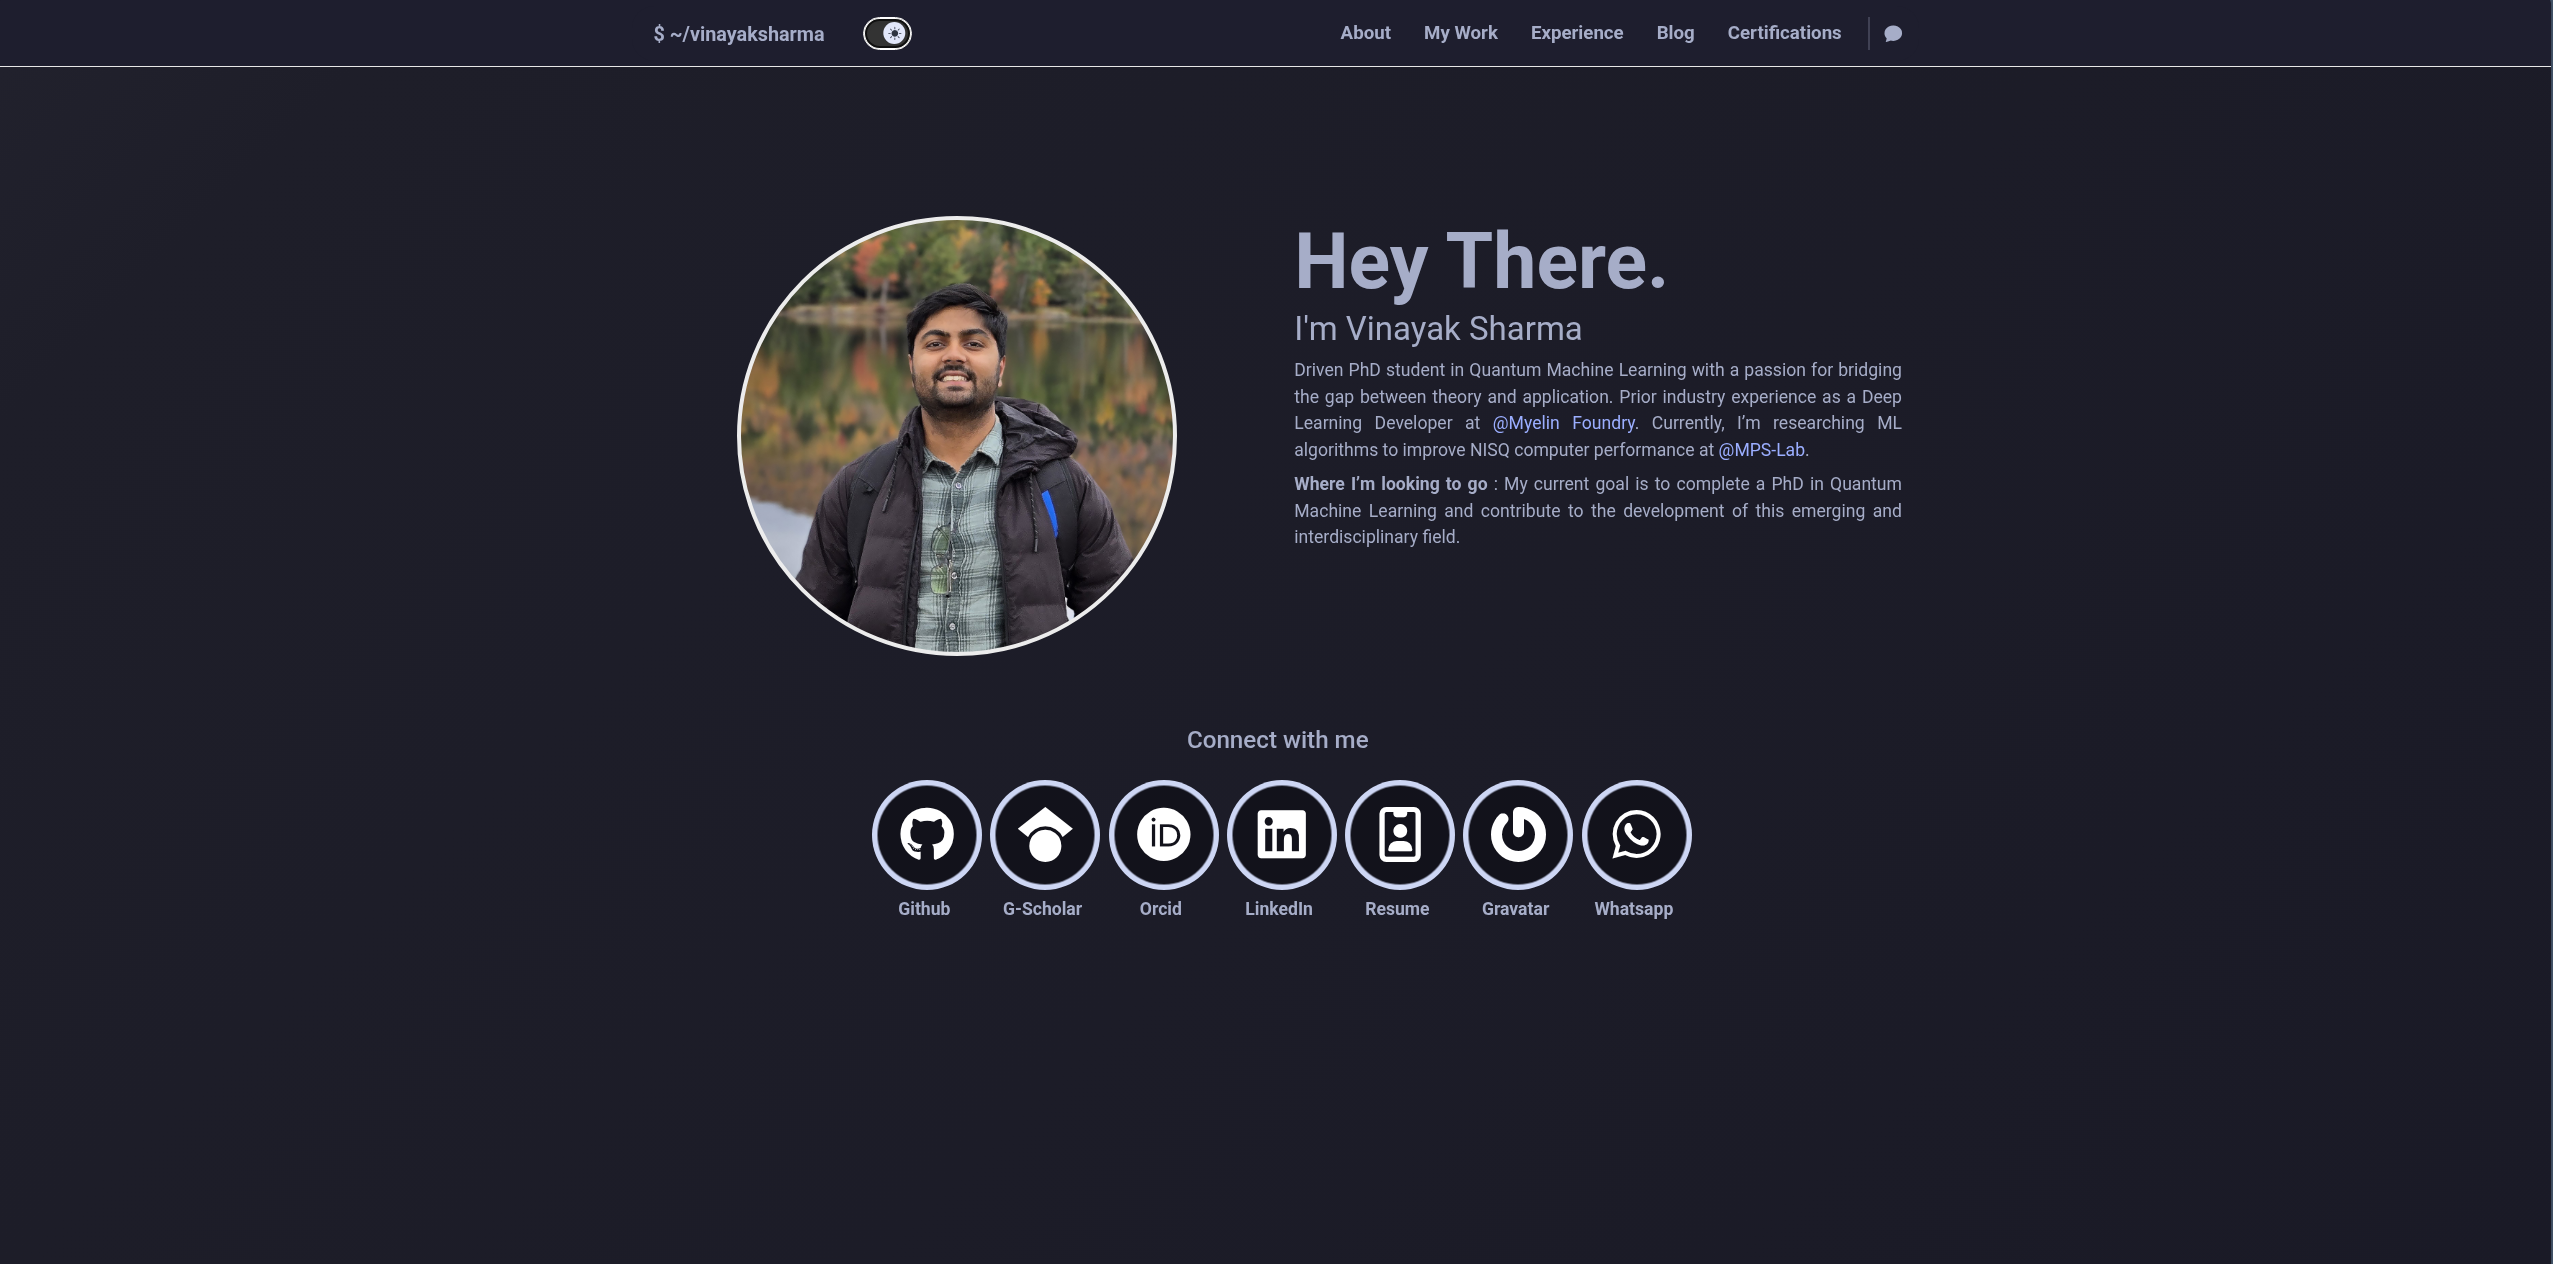 $ ~/vinayaksharma
About
My Work
Experience
Blog
Certifications
Hey There.
I'm Vinayak Sharma
Driven PhD student in Quantum Machine Learning with a passion for bridging
the gap between theory and application. Prior industry experience as a Deep
Learning Developer at @Myelin Foundry. Currently, I’m researching ML
algorithms to improve NISQ computer performance at @MPS-Lab.
Where I’m looking to go : My current goal is to complete a PhD in Quantum
Machine Learning and contribute to the development of this emerging and
interdisciplinary field.
Connect with me
iD
in
Github
G-Scholar
Orcid
LinkedIn
Resume
Gravatar
Whatsapp